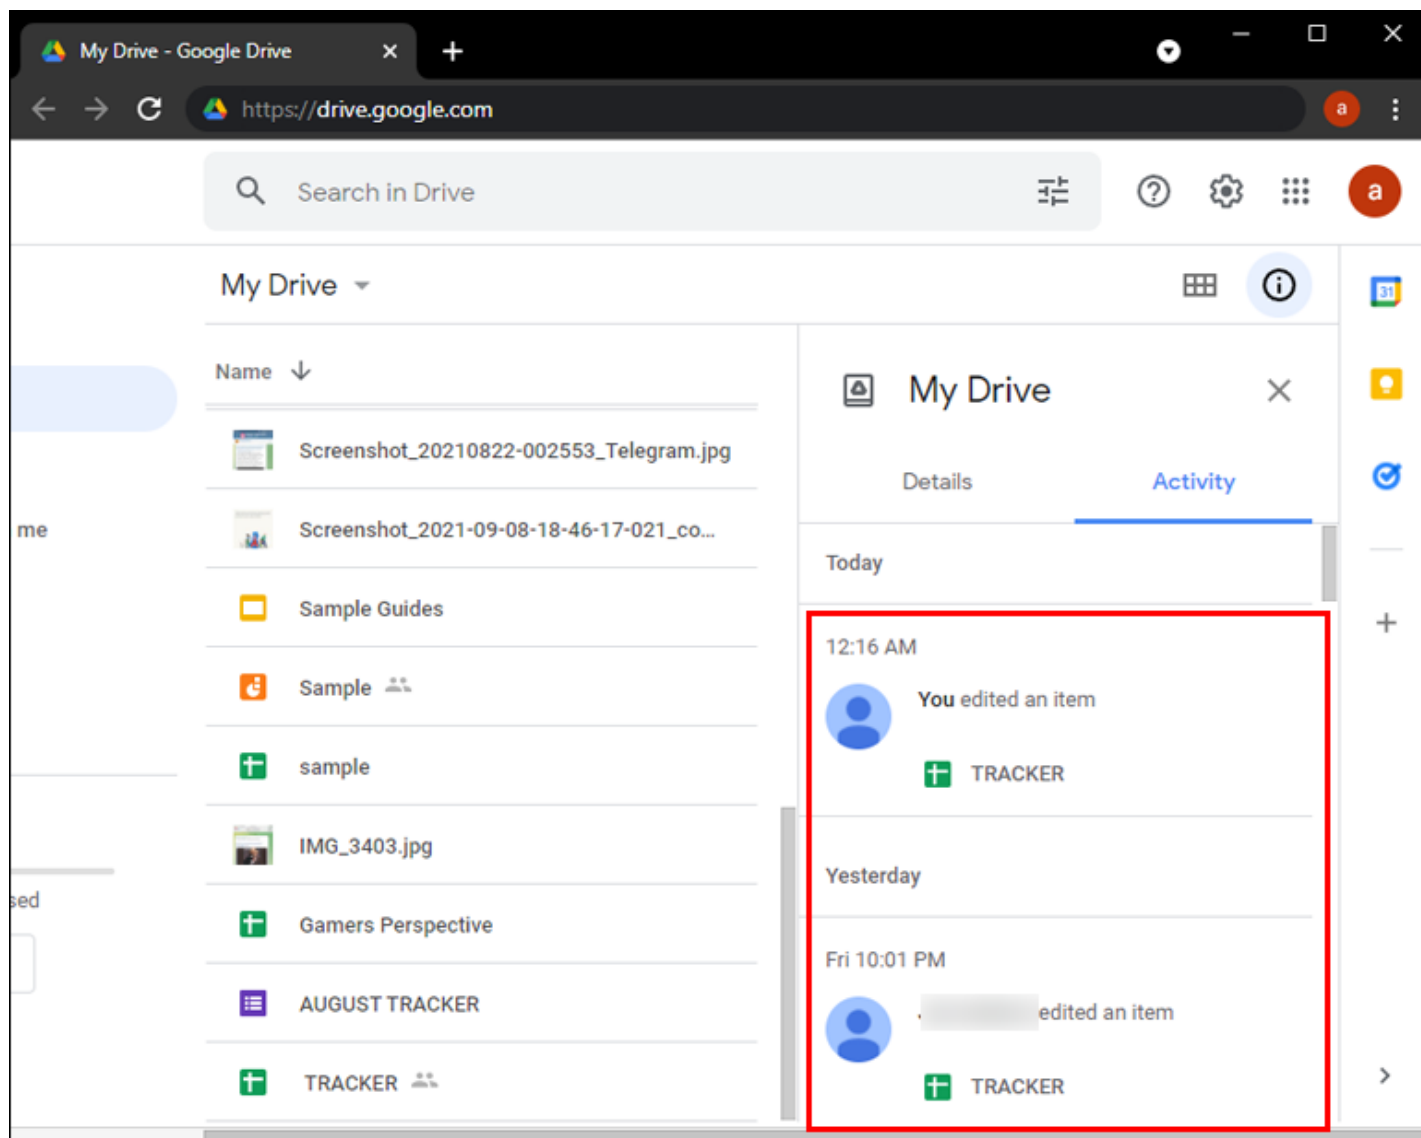 My Drive - Google Drive
https://drive.google.com
a
Search in Drive
a
My Drive
31
Name
My Drive
Details
Activity
Screenshot_20210822-002553_Telegram.jpg
me
Screenshot_2021-09-08-18-46-17-021_co...
Today
Sample Guides
12:16 AM
Sample
You edited an item
sample
TRACKER
IMG_3403.jpg
Yesterday
sed
Gamers Perspective
Fri 10:01 PM
AUGUST TRACKER
edited an item
TRACKER
TRACKER